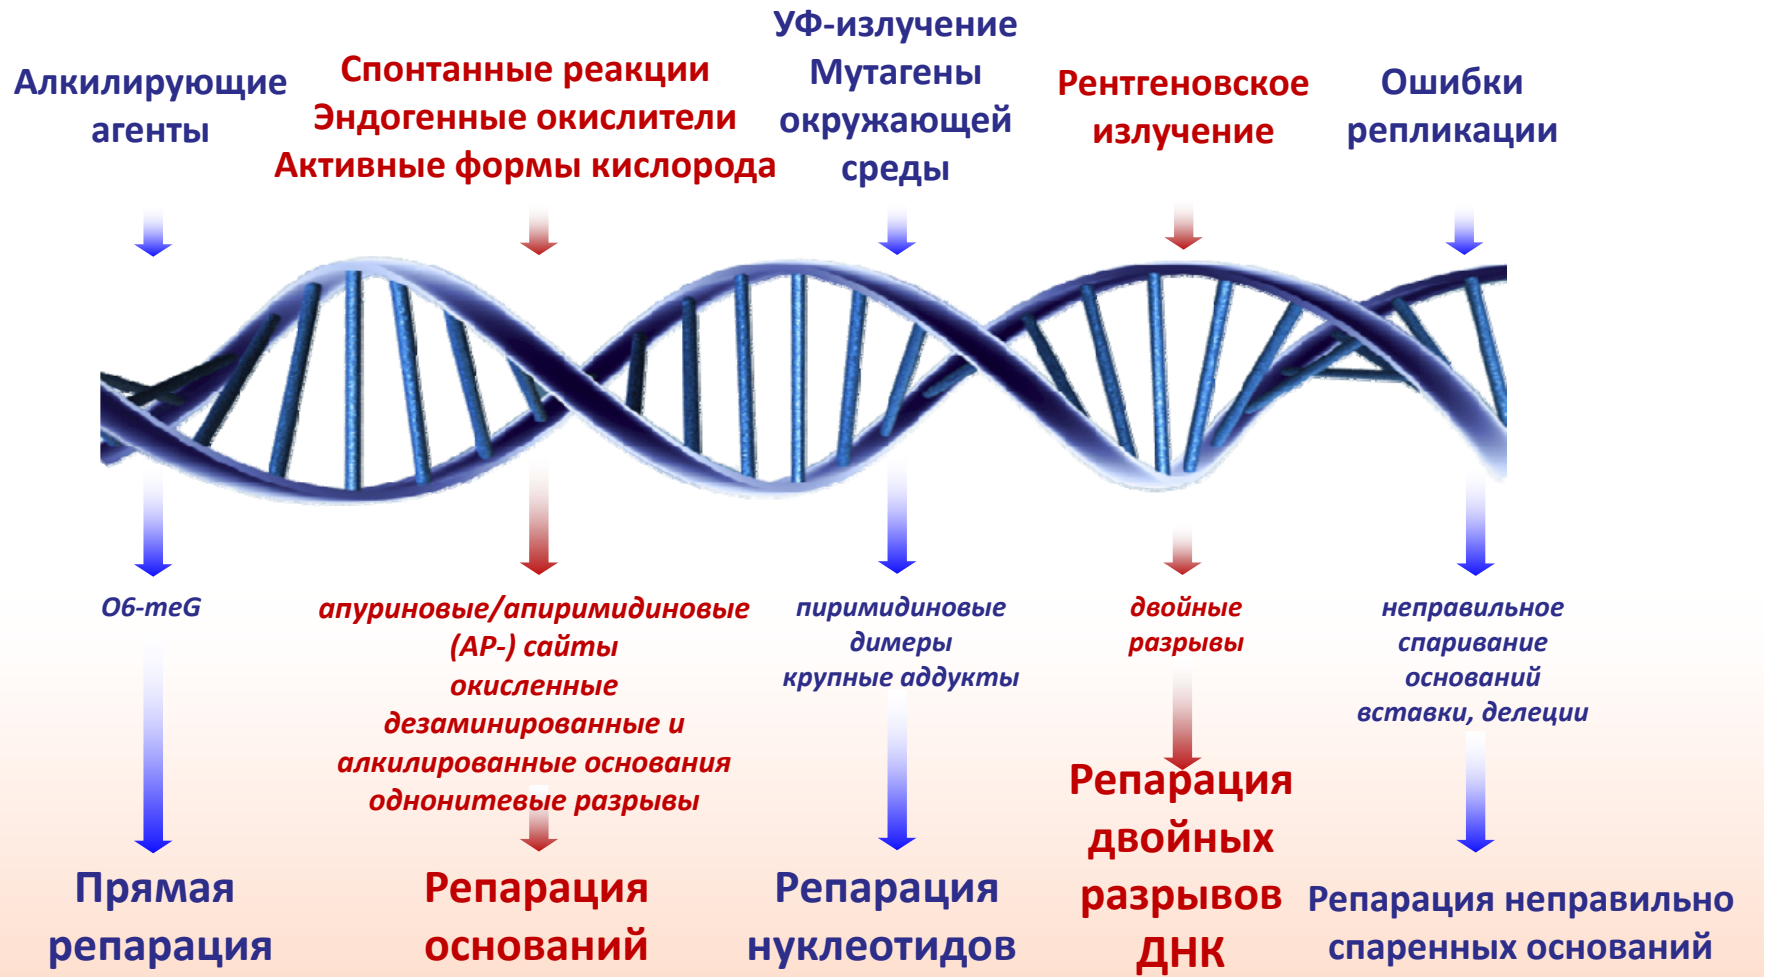 Алкилирующие
агенты
Спонтанные реакции
Эндогенные окислители
Активные формы кислорода
УФ-излучение
Мутагены
окружающей
среды
Рентгеновское
излучение
Ошибки
репликации
O6-meG
апуриновые/апиримидиновые
(АР-) сайты
окисленные
дезаминированные и
алкилированные основания
однонитевые разрывы
пиримидиновые
димеры
крупные аддукты
двойные
разрывы
неправильное
спаривание
оснований
вставки, делеции
Прямая
репарация
Репарация
оснований
Репарация
нуклеотидов
Репарация
двойных
разрывов
ДНК
Репарация неправильно
спаренных оснований